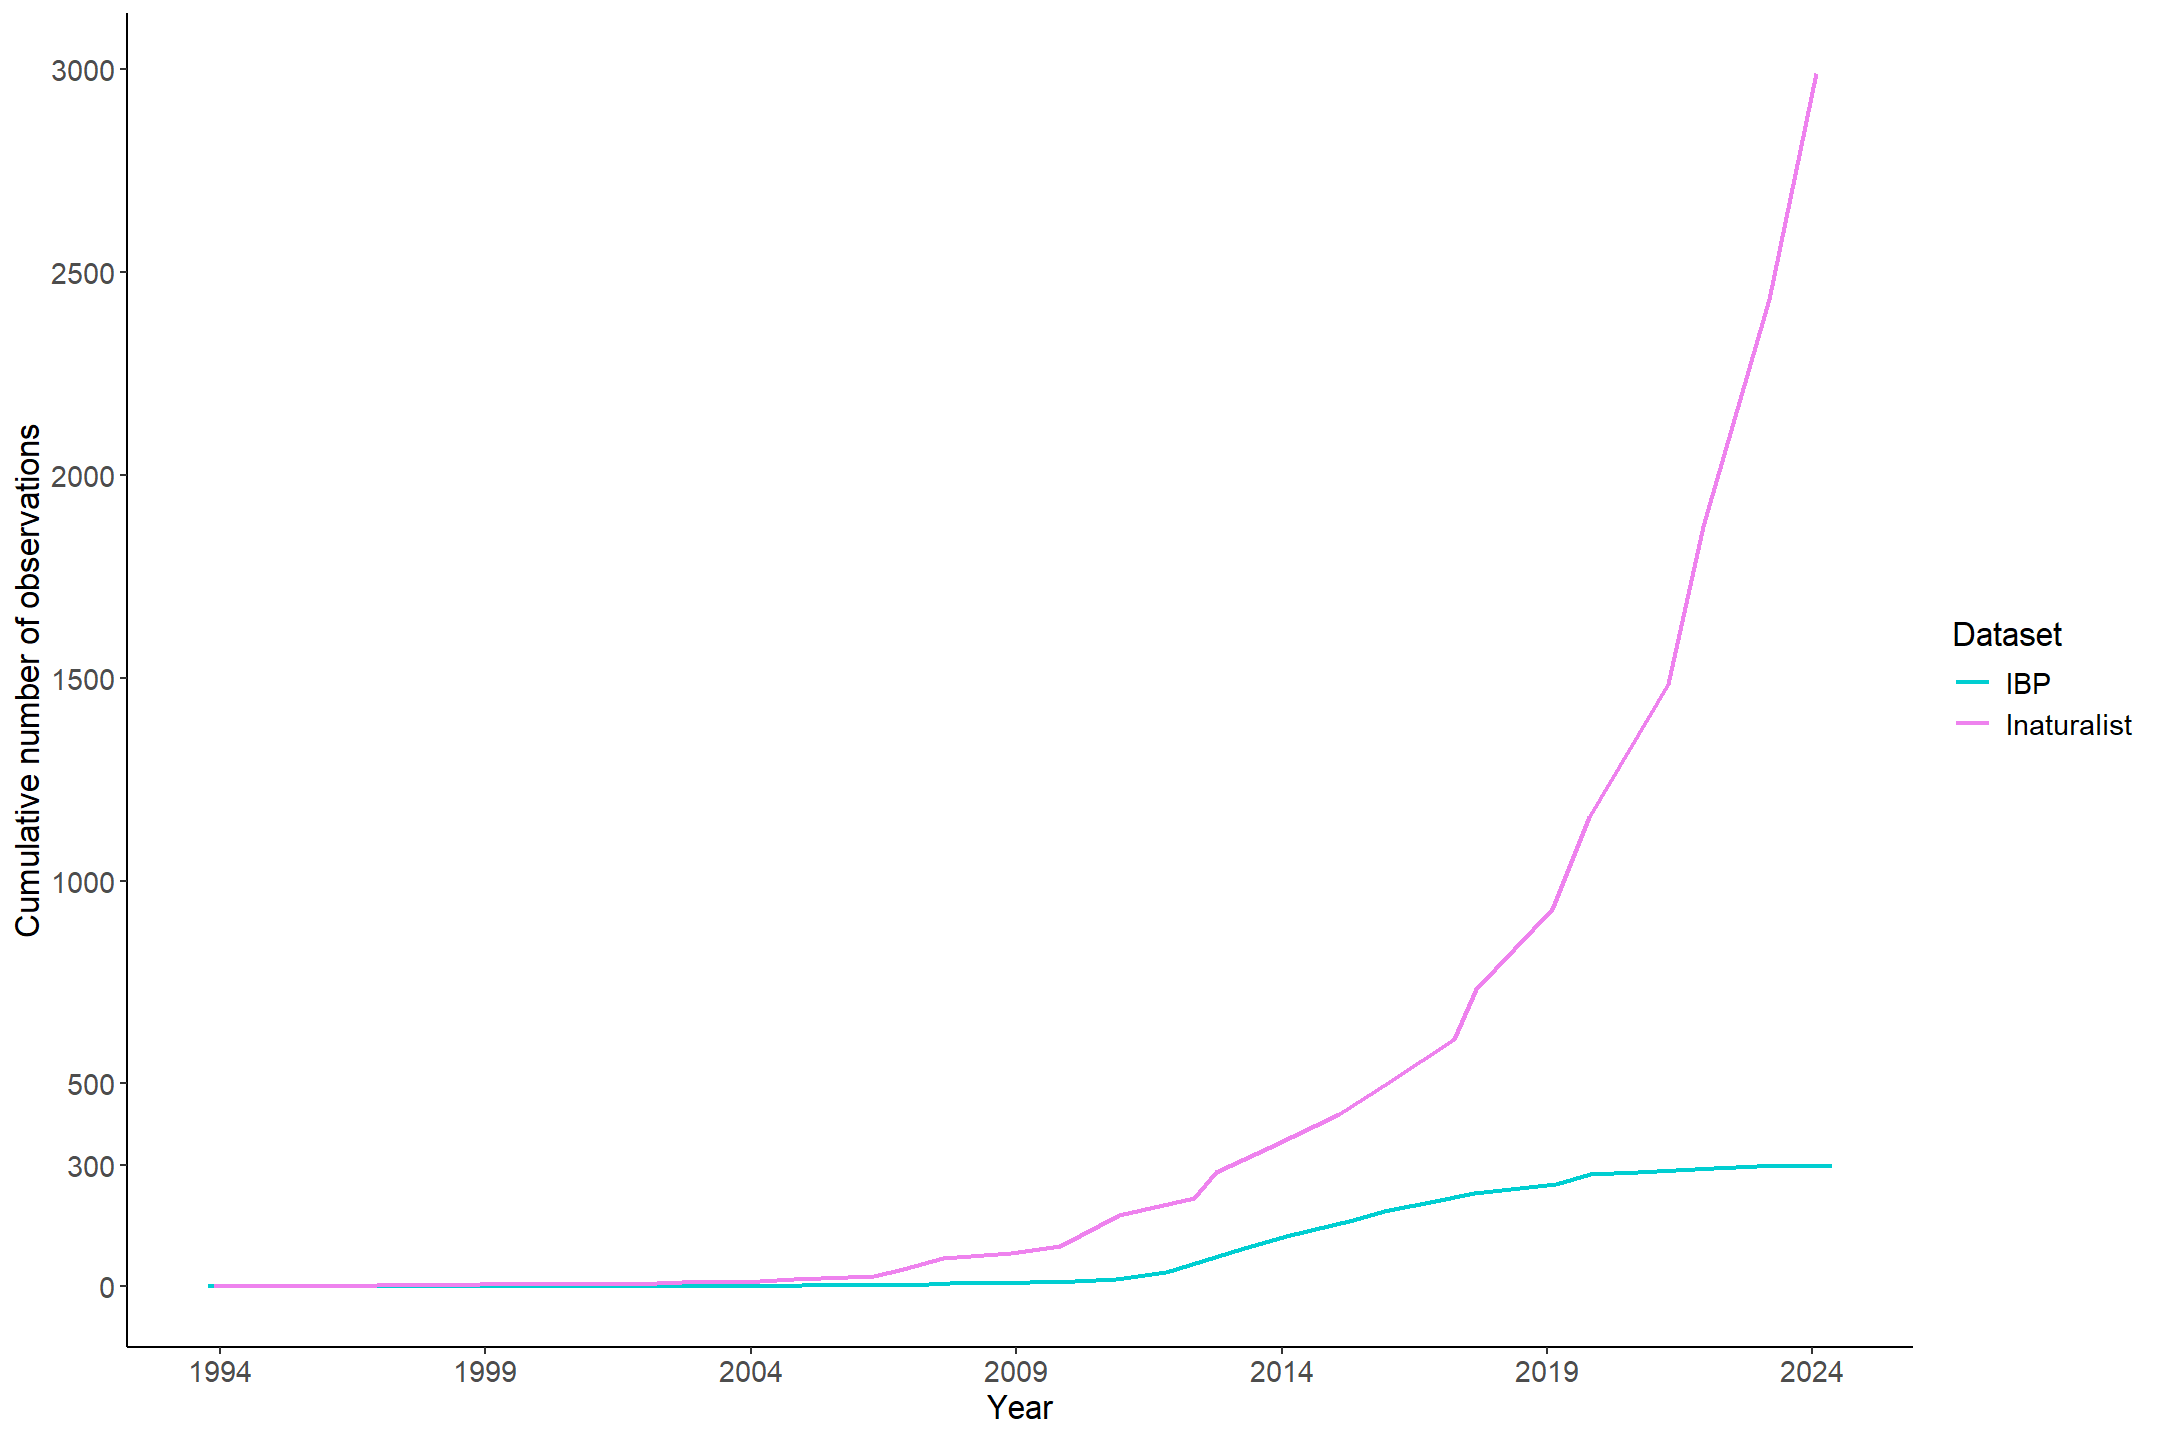 3000
2500
2000
1500
1000
500
300
0
Cumulative number of observations
1994 1999 2004 2009 2014 2019 2024
Year
Dataset
IBP
Inaturalist